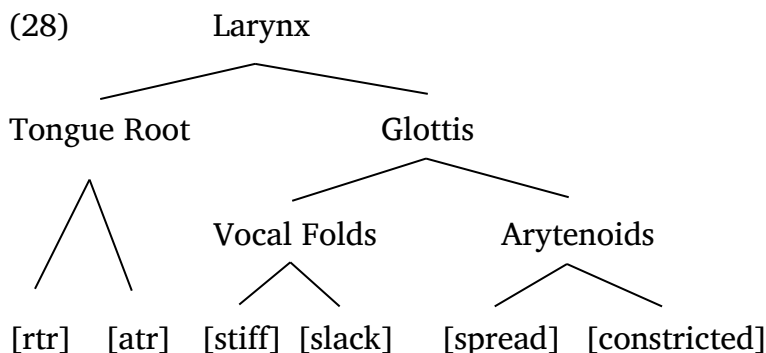 (28) Larynx
Tongue Root Glottis
Vocal Folds Arytenoids
[rtr] [atr] [stiff] [slack] [spread] [constricted]